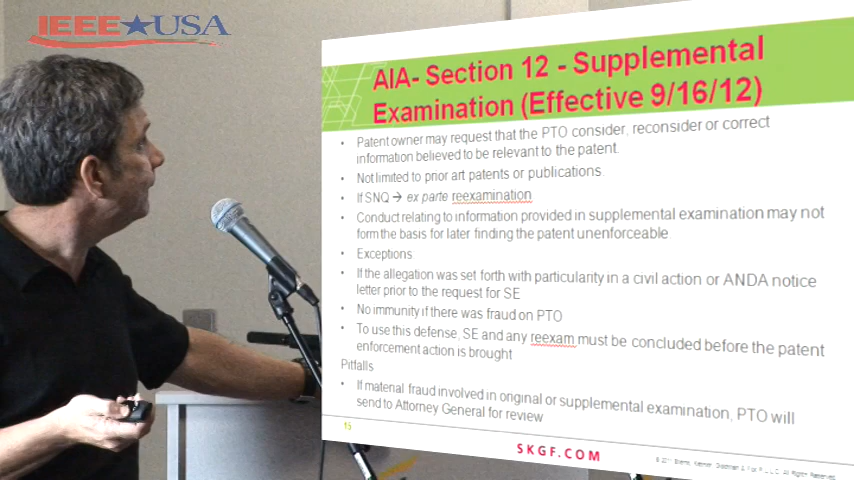 IEEE★USA
AIA- Section 12 - Supplemental
Examination (Effective 9/16/12)
• Patent owner may request that the PTO consider, reconsider or correct
information believed to be relevant to the patent.
• Not limited to prior art patents or publications.
• If SNQ → ex parte reexamination
• Conduct relating to information provided in supplemental examination may not
form the basis for later finding the patent unenforceable
• Exceptions
• If the allegation was set forth with particularity in a civil action or ANDA notice
letter prior to the request for SE
• No immunity if there was fraud on PTO
• To use this defense, SE and any reexam must be concluded before the patent
enforcement action is brought
Pitfalls
• If material fraud involved in original or supplemental examination, PTO will
send to Attorney General for review
15
SKGF.COM
All Rights Reserved